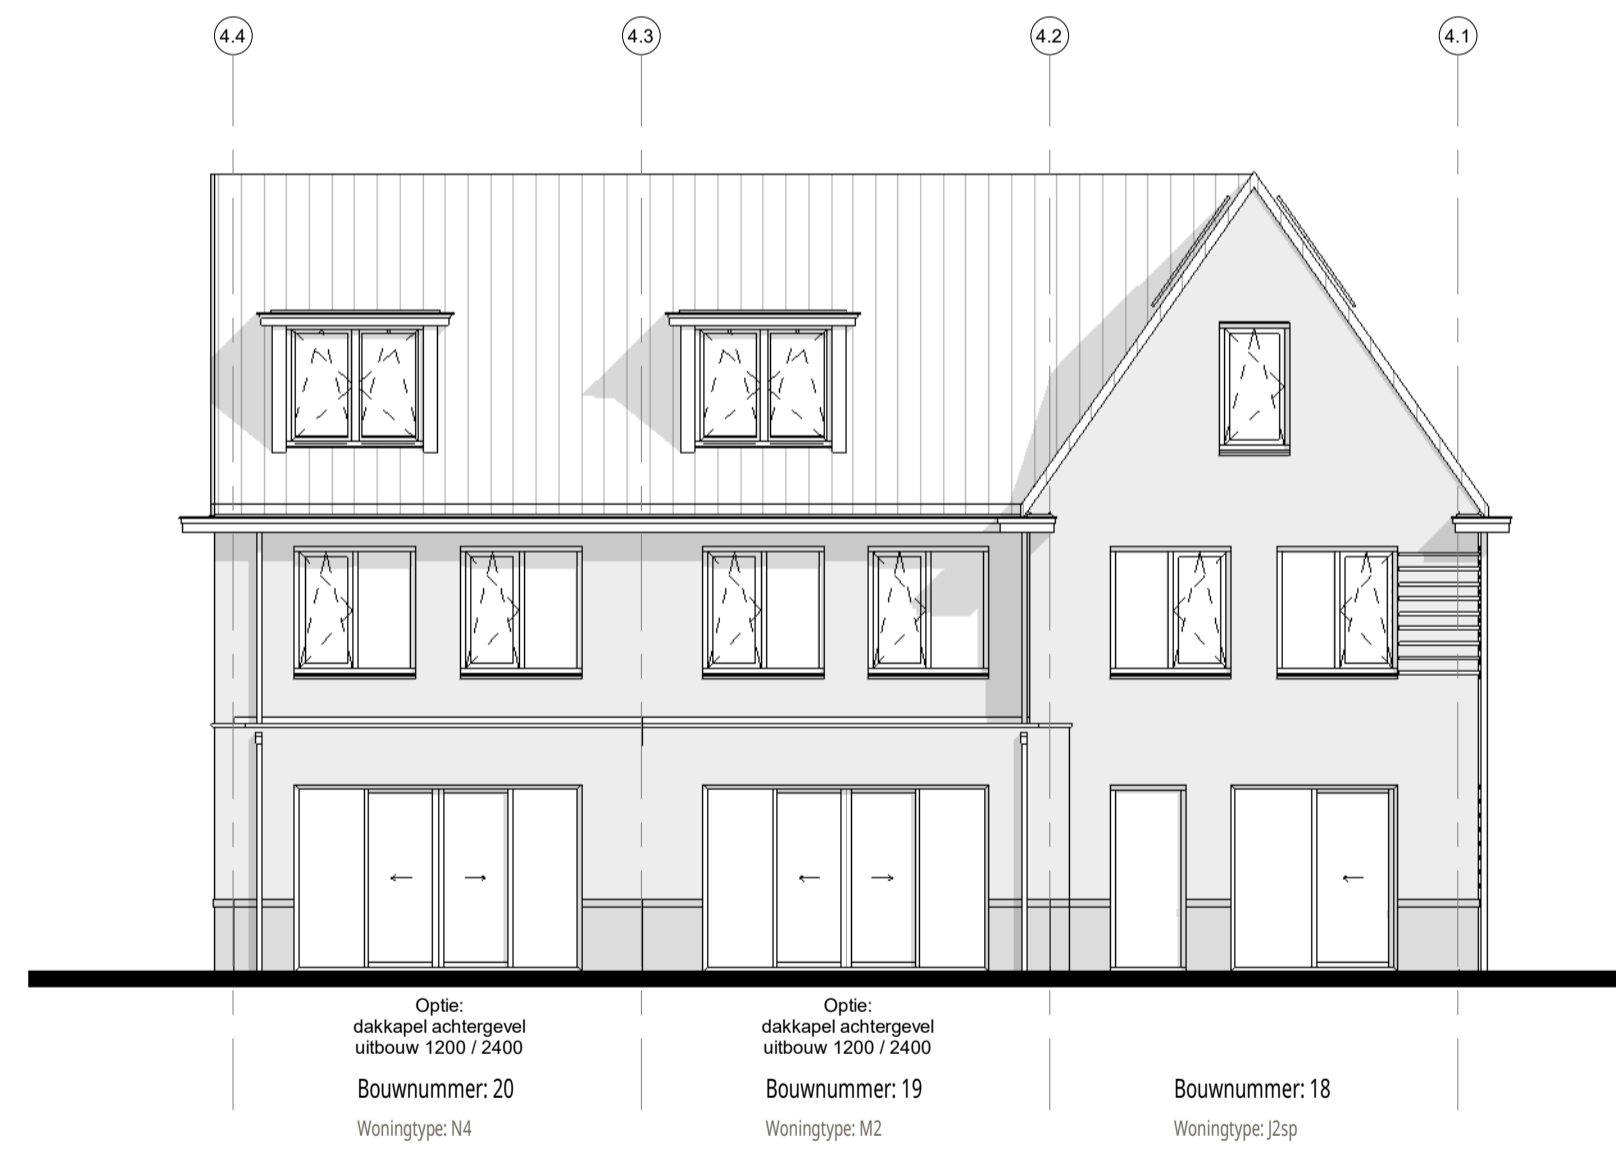 4.4
4.3
4.2
4.1
Optie:
dakkapel achtergevel
uitbouw 1200 / 2400
Bouwnummer: 20
Woningtype: N4
Optie:
dakkapel achtergevel
uitbouw 1200 / 2400
Bouwnummer: 19
Woningtype: M2
Bouwnummer: 18
Woningtype: J2sp